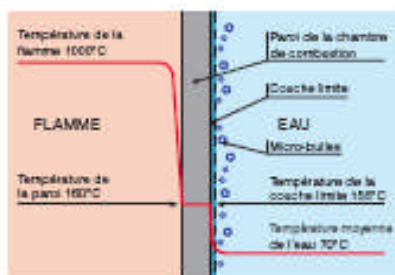 Température de la
flamme 1000°C
FLAMME
Température de
la paroi 160°C
Paroi de la chambre
de combustion
Couche limite
EAU
Micro-bulles
Température de la
couche limite 156°C
Température moyenne
de l'eau 70°C